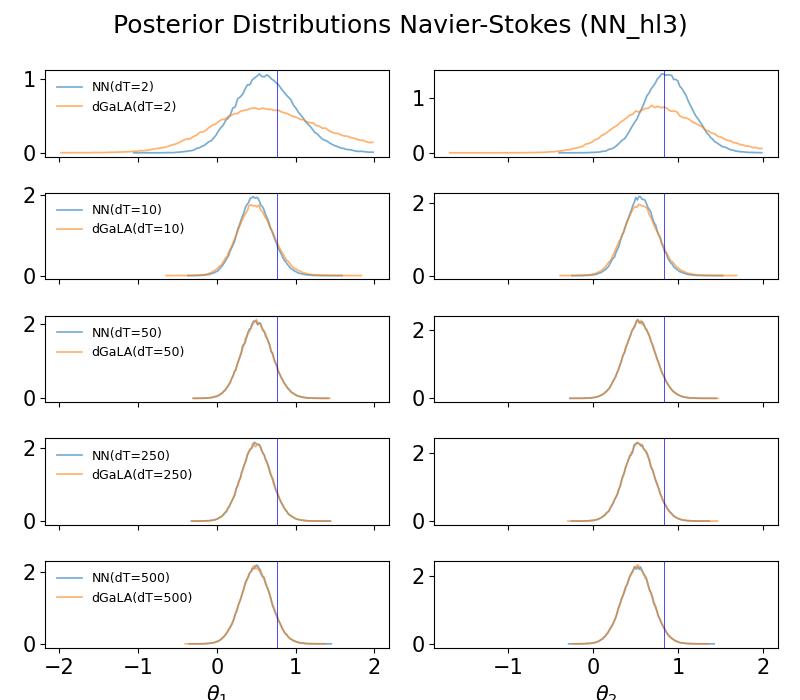 Posterior Distributions Navier-Stokes (NN_hl3)
1
0
NN(dT=2)
dGaLA(dT=2)
1
0
2
0
NN(dT=10)
dGaLA(dT=10)
2
0
2
0
NN(dT=50)
dGaLA(dT=50)
2
0
2
0
NN(dT=250)
dGaLA(dT=250)
2
0
2
0
NN(dT=500)
dGaLA(dT=500)
2
0
−2 −1 0 1 2
−1 0 1 2
θ1
θ2